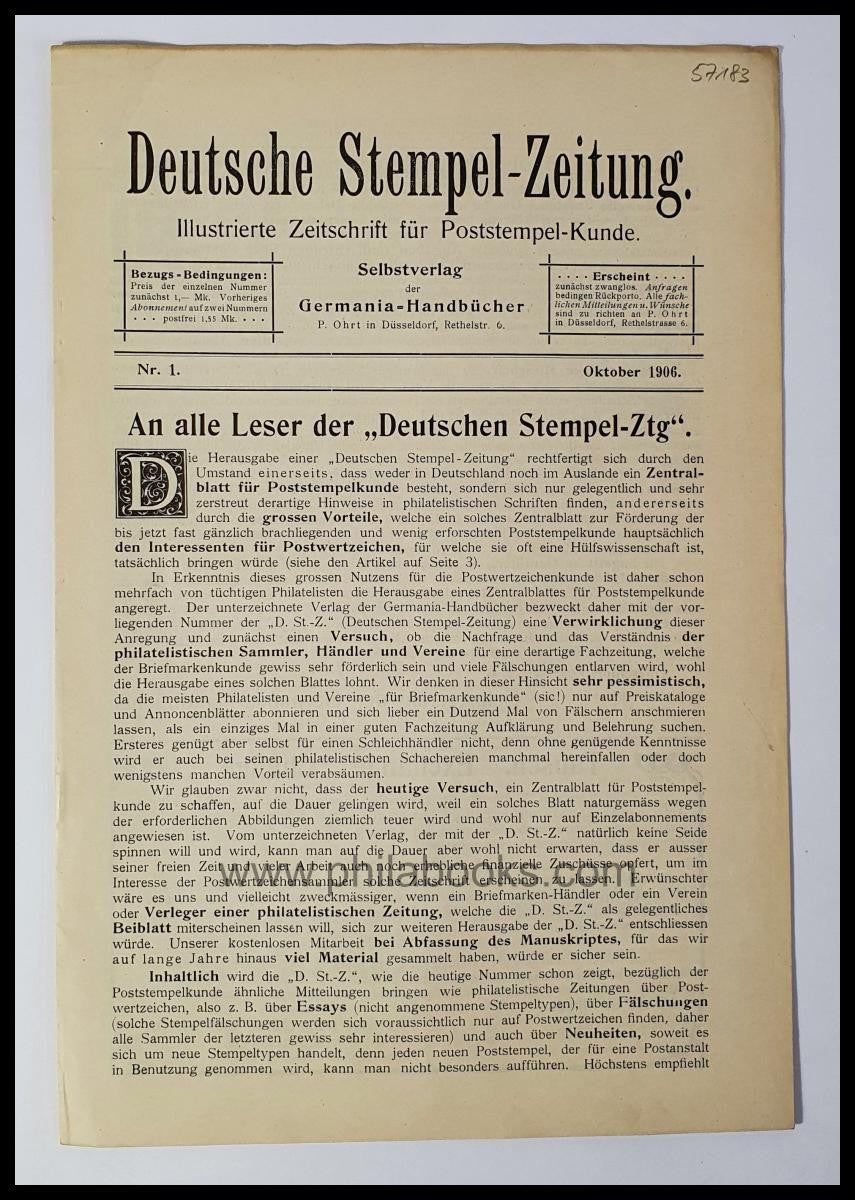 57183
Deutsche Stempel-Zeitung.
Illustrierte Zeitschrift für Poststempel-Kunde.
Bezugs-Bedingungen:
Preis der einzelnen Nummer
zunächst 1,— Mk. Vorheriges
Abonnement auf zwei Nummern
· · · postfrei 1,55 Mk. · · ·
Selbstverlag
der
Germania-Handbücher
P. Ohrt in Düsseldorf, Rethelstr. 6.
· · · · Erscheint · · · ·
zunächst zwanglos. Anfragen
bedingen Rückporto. Alle fach-
lichen Mitteilungen u. Wünsche
sind zu richten an P. Ohrt
in Düsseldorf, Rethelstrasse 6.
Nr. 1.
Oktober 1906.
An alle Leser der „Deutschen Stempel-Ztg“.
Die Herausgabe einer „Deutschen Stempel-Zeitung“ rechtfertigt sich durch den
Umstand einerseits, dass weder in Deutschland noch im Auslande ein Zentral-
blatt für Poststempelkunde besteht, sondern sich nur gelegentlich und sehr
zerstreut derartige Hinweise in philatelistischen Schriften finden, andererseits
durch die grossen Vorteile, welche ein solches Zentralblatt zur Förderung der
bis jetzt fast gänzlich brachliegenden und wenig erforschten Poststempelkunde hauptsächlich
den Interessenten für Postwertzeichen, für welche sie oft eine Hülfswissenschaft ist,
tatsächlich bringen würde (siehe den Artikel auf Seite 3).
In Erkenntnis dieses grossen Nutzens für die Postwertzeichenkunde ist daher schon
mehrfach von tüchtigen Philatelisten die Herausgabe eines Zentralblattes für Poststempelkunde
angeregt. Der unterzeichnete Verlag der Germania-Handbücher bezweckt daher mit der vor-
liegenden Nummer der „D. St.-Z.“ (Deutschen Stempel-Zeitung) eine Verwirklichung dieser
Anregung und zunächst einen Versuch, ob die Nachfrage und das Verständnis der
philatelistischen Sammler, Händler und Vereine für eine derartige Fachzeitung, welche
der Briefmarkenkunde gewiss sehr förderlich sein und viele Fälschungen entlarven wird, wohl
die Herausgabe eines solchen Blattes lohnt. Wir denken in dieser Hinsicht sehr pessimistisch,
da die meisten Philatelisten und Vereine „für Briefmarkenkunde“ (sic!) nur auf Preiskataloge
und Annoncenblätter abonnieren und sich lieber ein Dutzend Mal von Fälschern anschmieren
lassen, als ein einziges Mal in einer guten Fachzeitung Aufklärung und Belehrung suchen.
Ersteres genügt aber selbst für einen Schleichhändler nicht, denn ohne genügende Kenntnisse
wird er auch bei seinen philatelistischen Schachereien manchmal hereinfallen oder doch
wenigstens manchen Vorteil verabsäumen.
Wir glauben zwar nicht, dass der heutige Versuch, ein Zentralblatt für Poststempel-
kunde zu schaffen, auf die Dauer gelingen wird, weil ein solches Blatt naturgemäss wegen
der erforderlichen Abbildungen ziemlich teuer wird und wohl nur auf Einzelabonnements
angewiesen ist. Vom unterzeichneten Verlag, der mit der „D. St.-Z.“ natürlich keine Seide
spinnen will und wird, kann man auf die Dauer aber wohl nicht erwarten, dass er ausser
seiner freien Zeit und vieler Arbeit auch noch erhebliche finanzielle Zuschüsse opfert, um im
Interesse der Postwertzeichensammler solche Zeitschrift erscheinen zu lassen. Erwünschter
www.philabooks.com
wäre es uns und vielleicht zweckmässiger, wenn ein Briefmarken-Händler oder ein Verein
oder Verleger einer philatelistischen Zeitung, welche die „D. St.-Z.“ als gelegentliches
Beiblatt miterscheinen lassen will, sich zur weiteren Herausgabe der „D. St.-Z.“ entschliessen
würde. Unserer kostenlosen Mitarbeit bei Abfassung des Manuskriptes, für das wir
auf lange Jahre hinaus viel Material gesammelt haben, würde er sicher sein.
Inhaltlich wird die „D. St.-Z.“, wie die heutige Nummer schon zeigt, bezüglich der
Poststempelkunde ähnliche Mitteilungen bringen wie philatelistische Zeitungen über Post-
wertzeichen, also z. B. über Essays (nicht angenommene Stempeltypen), über Fälschungen
(solche Stempelfälschungen werden sich voraussichtlich nur auf Postwertzeichen finden, daher
alle Sammler der letzteren gewiss sehr interessieren) und auch über Neuheiten, soweit es
sich um neue Stempeltypen handelt, denn jeden neuen Poststempel, der für eine Postanstalt
in Benutzung genommen wird, kann man nicht besonders aufführen. Höchstens empfiehlt